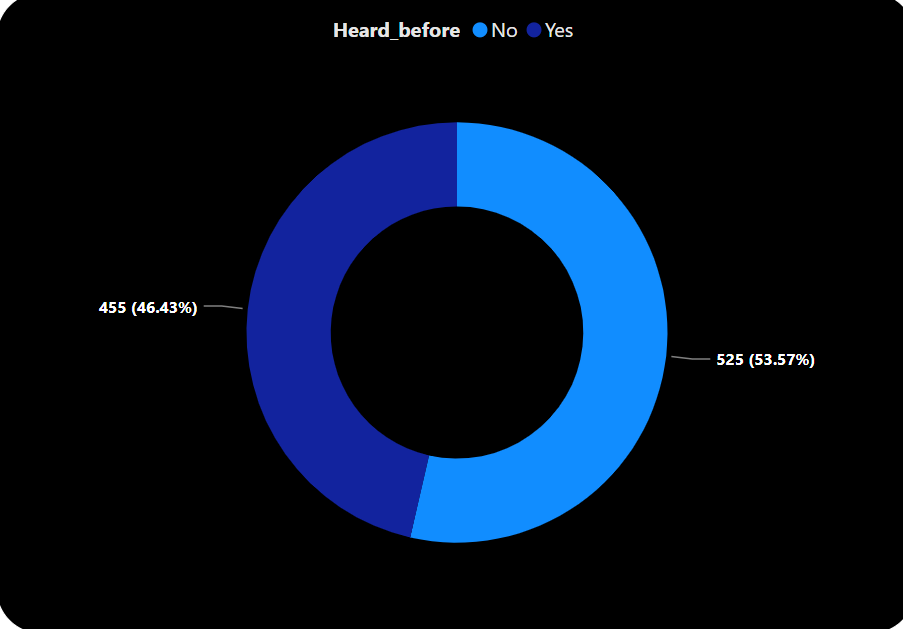 Heard_before No Yes
455 (46.43%)
525 (53.57%)